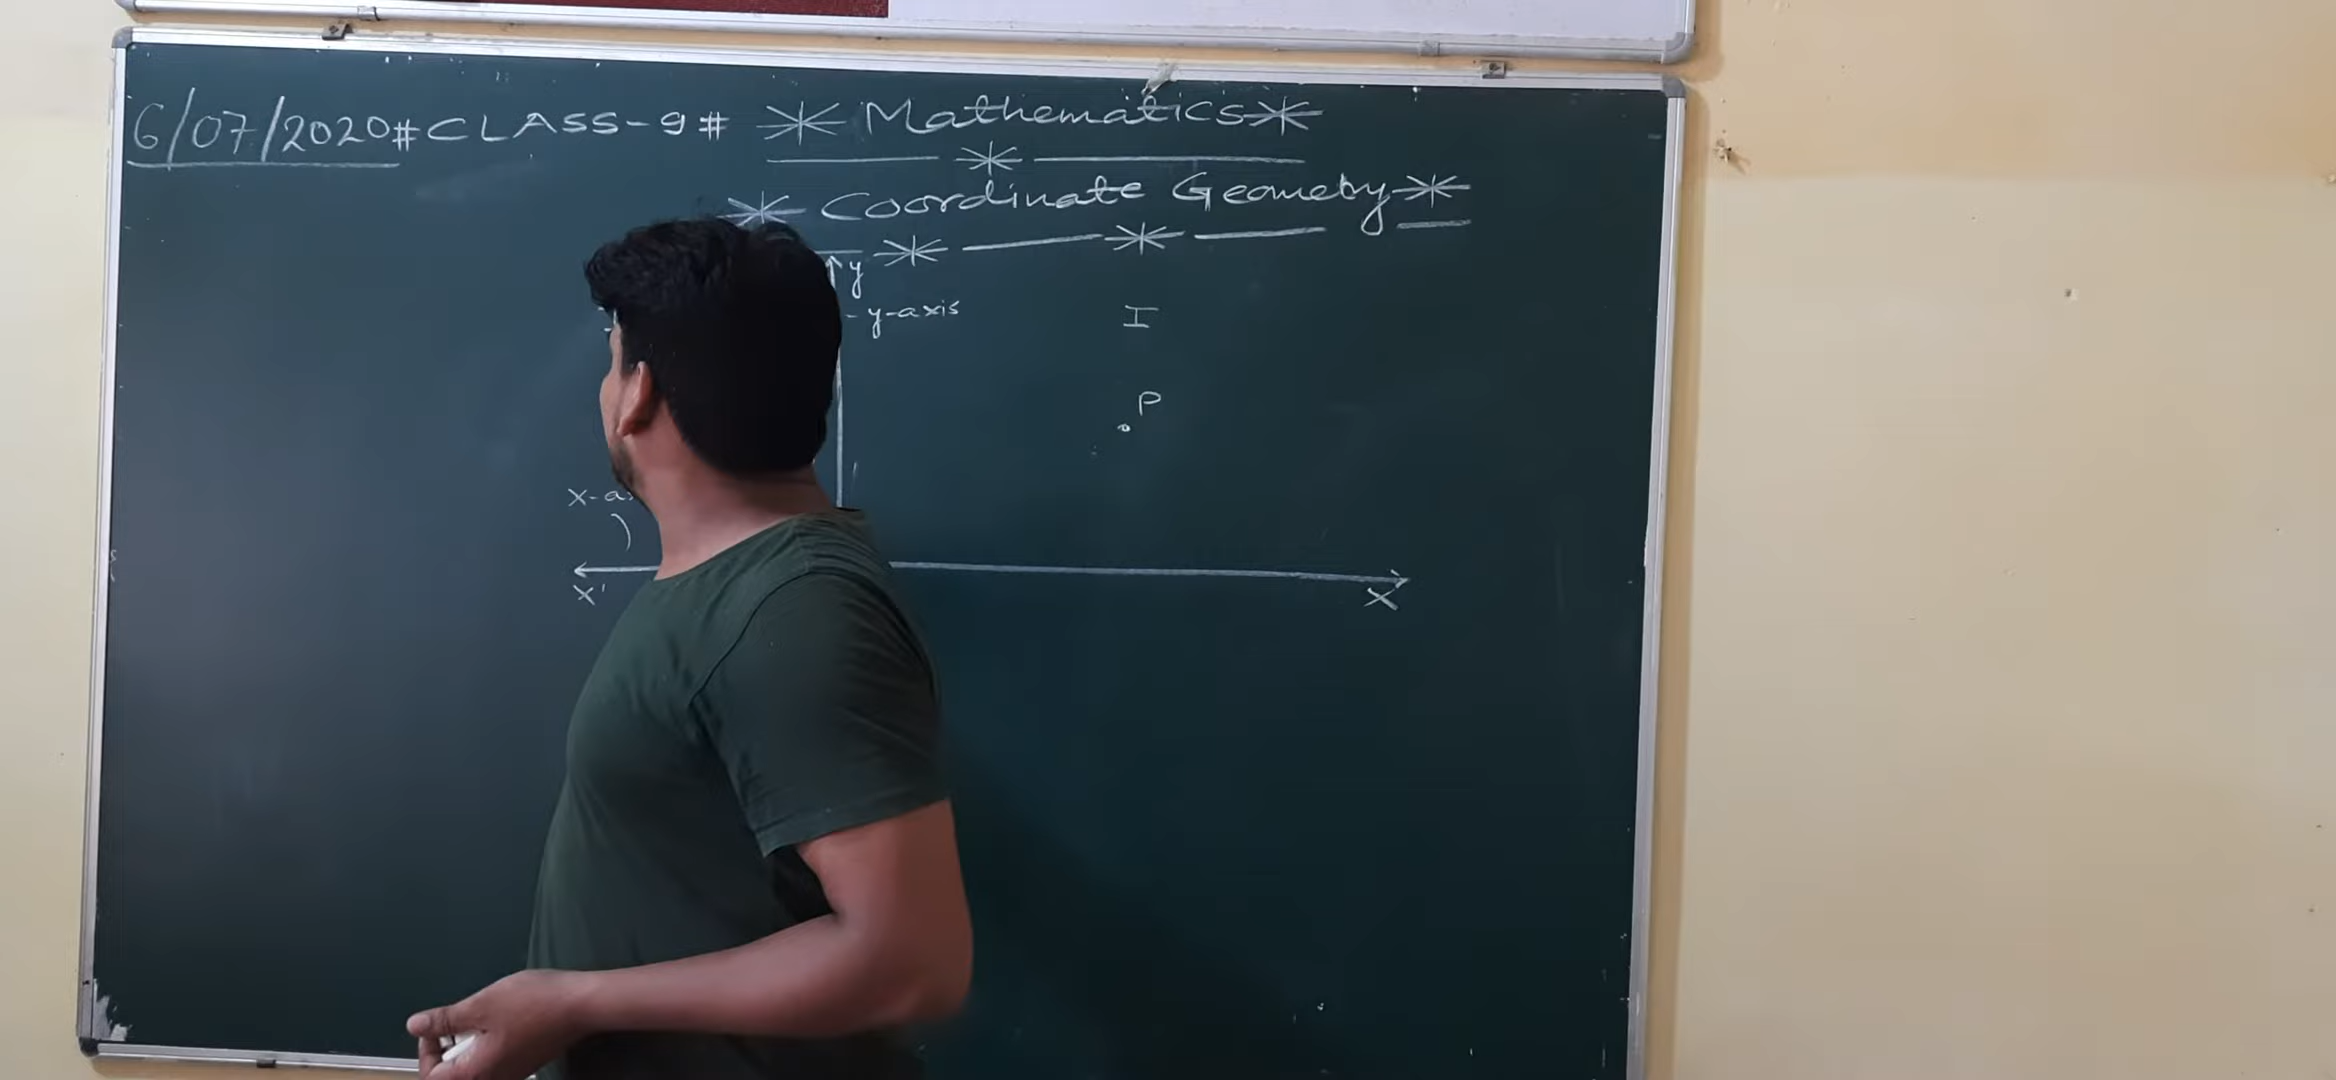 6/07/2020 # CLASS-9 # * Mathematics *
* Coordinate Geometry *
y
y-axis
I
P
x-a
X' X